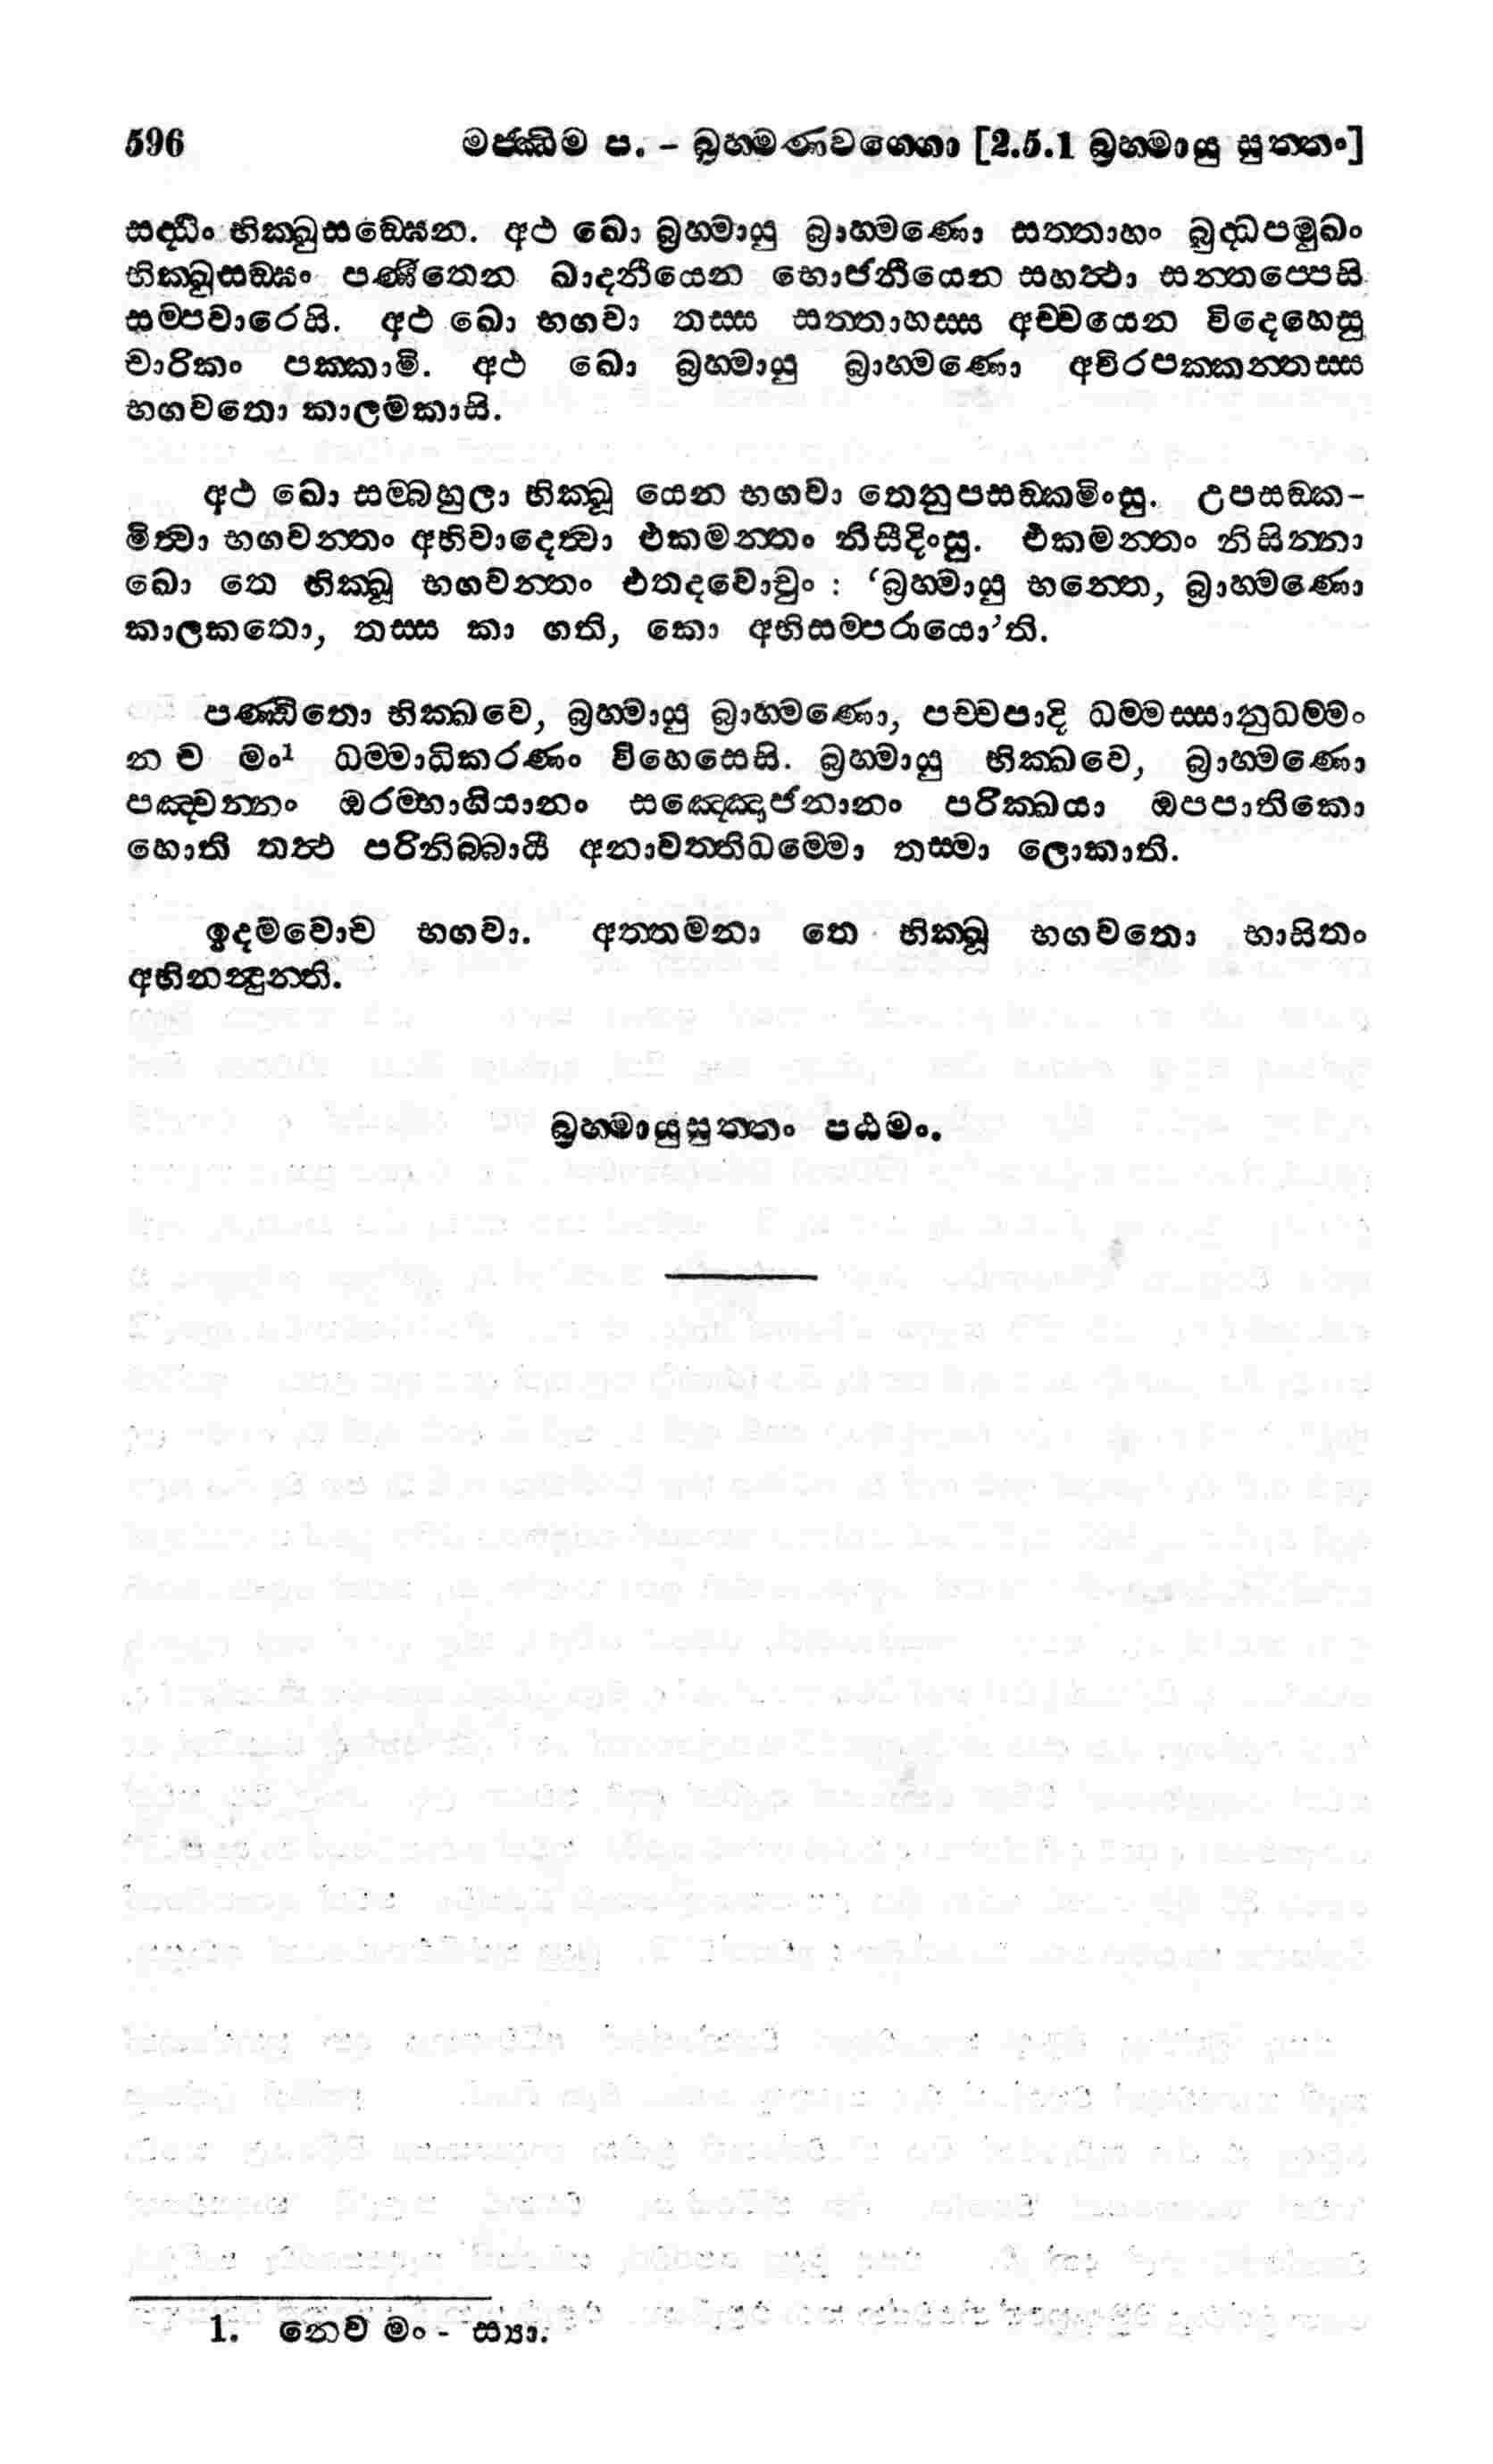 596 මජ්ඣිම ප. - බ්‍රහ්මණවග්ගො [2.5.1 බ්‍රහ්මායු සුත්තං]
සද්ධිං භික්ඛුසඞ්ඝෙන. අථ ඛො බ්‍රහ්මායු බ්‍රාහ්මණො සත්තාහං බුද්ධපමුඛං
භික්ඛුසඞ්ඝං පණීතෙන ඛාදනීයෙන භොජනීයෙන සහත්ථා සන්තප්පෙසි
සම්පවාරෙසි. අථ ඛො භගවා තස්ස සත්තාහස්ස අච්චයෙන විදෙහෙසු
චාරිකං පක්කාමි. අථ ඛො බ්‍රහ්මායු බ්‍රාහ්මණො අචිරපක්කන්තස්ස
භගවතො කාලමකාසි.
අථ ඛො සම්බහුලා භික්ඛූ යෙන භගවා තෙනුපසඞ්කමිංසු. උපසඞ්ක-
මිත්වා භගවන්තං අභිවාදෙත්වා එකමන්තං නිසීදිංසු. එකමන්තං නිසින්නා
ඛො තෙ භික්ඛූ භගවන්තං එතදවොචුං : ‘බ්‍රහ්මායු භන්තෙ, බ්‍රාහ්මණො
කාලකතො, තස්ස කා ගති, කො අභිසම්පරායො’ති.
පණ්ඩිතො භික්ඛවෙ, බ්‍රහ්මායු බ්‍රාහ්මණො, පච්චපාදි ධම්මස්සානුධම්මං
න ච මං¹ ධම්මාධිකරණං විහෙසෙසි. බ්‍රහ්මායු භික්ඛවෙ, බ්‍රාහ්මණො
පඤ්චන්නං ඔරම්භාගියානං සඤ්ඤොජනානං පරික්ඛයා ඔපපාතිකො
හොති තත්ථ පරිනිබ්බායී අනාවත්තිධම්මො තස්මා ලොකාති.
ඉදමවොච භගවා. අත්තමනා තෙ භික්ඛූ භගවතො භාසිතං
අභිනන්දුන්ති.
බ්‍රහ්මායුසුත්තං පඨමං.
1. නෙව මං - ස්‍යා.